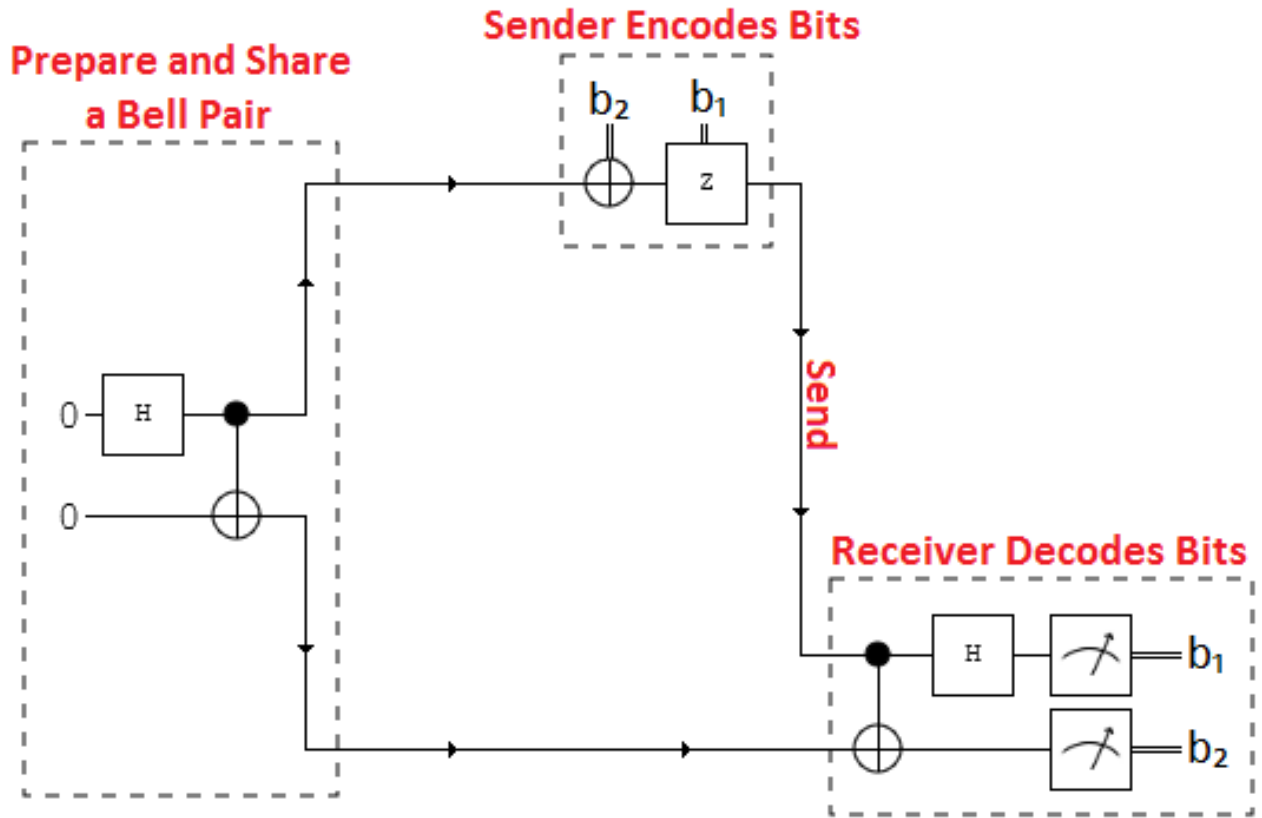 Sender Encodes Bits
Prepare and Share
a Bell Pair
b₂ b₁
Z
0 H
0
Send
Receiver Decodes Bits
H b₁
b₂